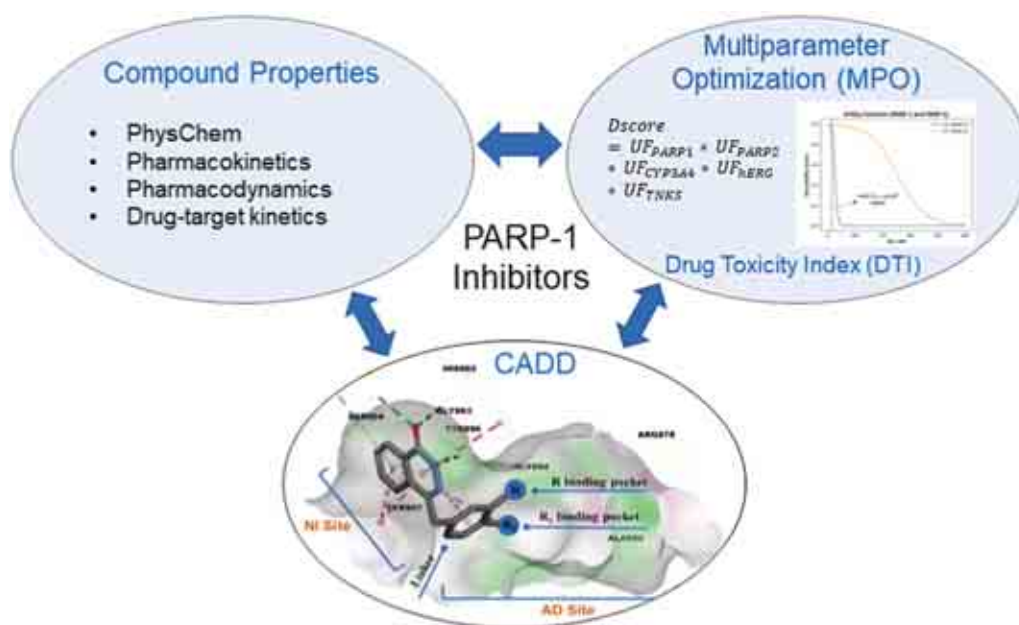 Compound Properties
• PhysChem
• Pharmacokinetics
• Pharmacodynamics
• Drug-target kinetics
Multiparameter
Optimization (MPO)
Dscore
= UF_PARP1 * UF_PARP2
* UF_CYP3A4 * UF_hERG
* UF_TNKS
Drug Toxicity Index (DTI)
PARP-1
Inhibitors
CADD
ARG878
R binding pocket
R₁ binding pocket
NI Site
Linker
AD Site